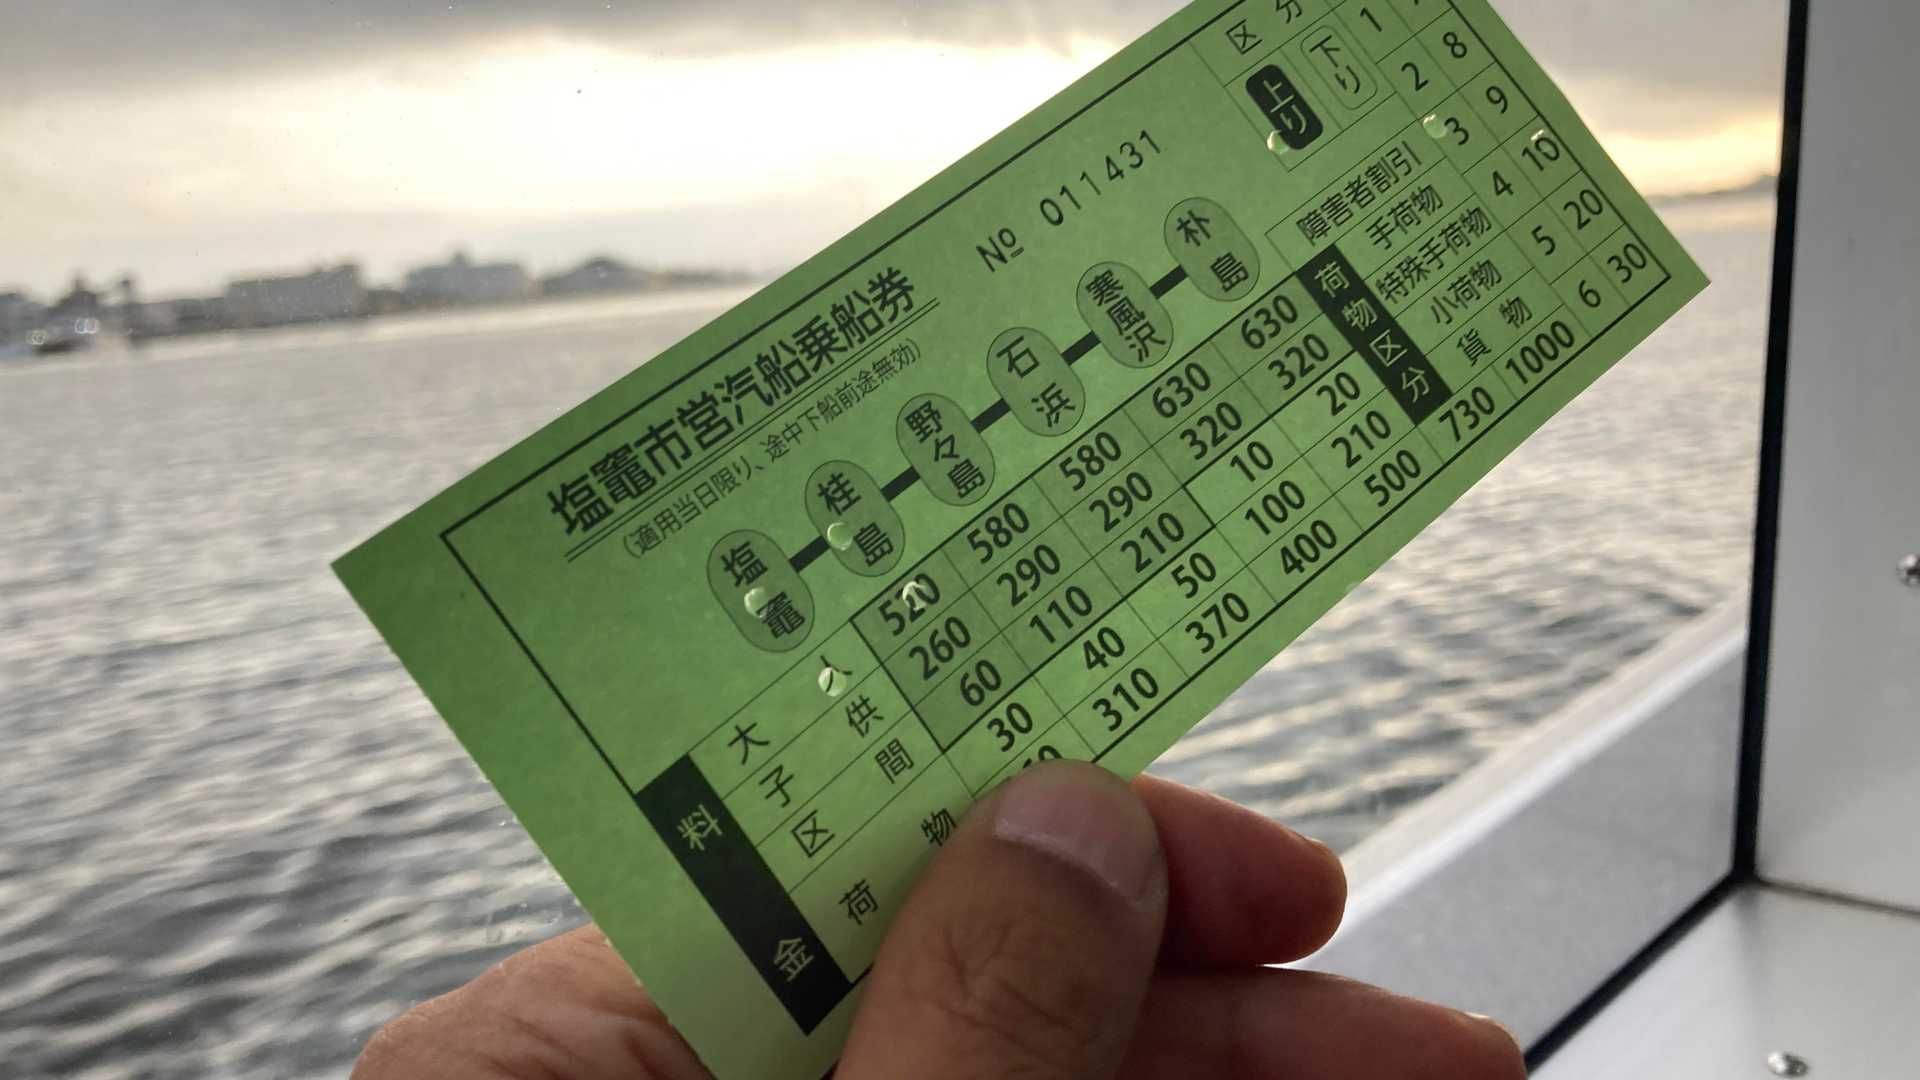 塩竈市営汽船乗船券
(適用当日限り、途中下船前途無効)
№ 011431
塩竈 桂島 野々島 石浜 寒風沢 朴島
区分 上り 下り
1
2 8
3 9
4 10
5 20
6 30
障害者割引
荷物区分
手荷物
特殊手荷物
小荷物
貨物
料金
大人 520 580 580 630 630
子供 260 290 290 320 320
区間 60 110 210 10 20
荷物 30 40 50 100 210
310 370 400 500 730 1000